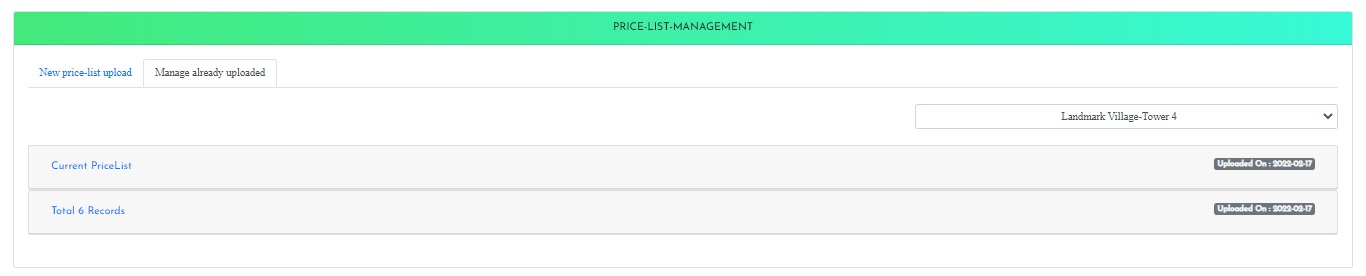 PRICE-LIST-MANAGEMENT
New price-list upload Manage already uploaded
Landmark Village-Tower 4
Current PriceList Uploaded On : 2022-02-17
Total 6 Records Uploaded On : 2022-02-17